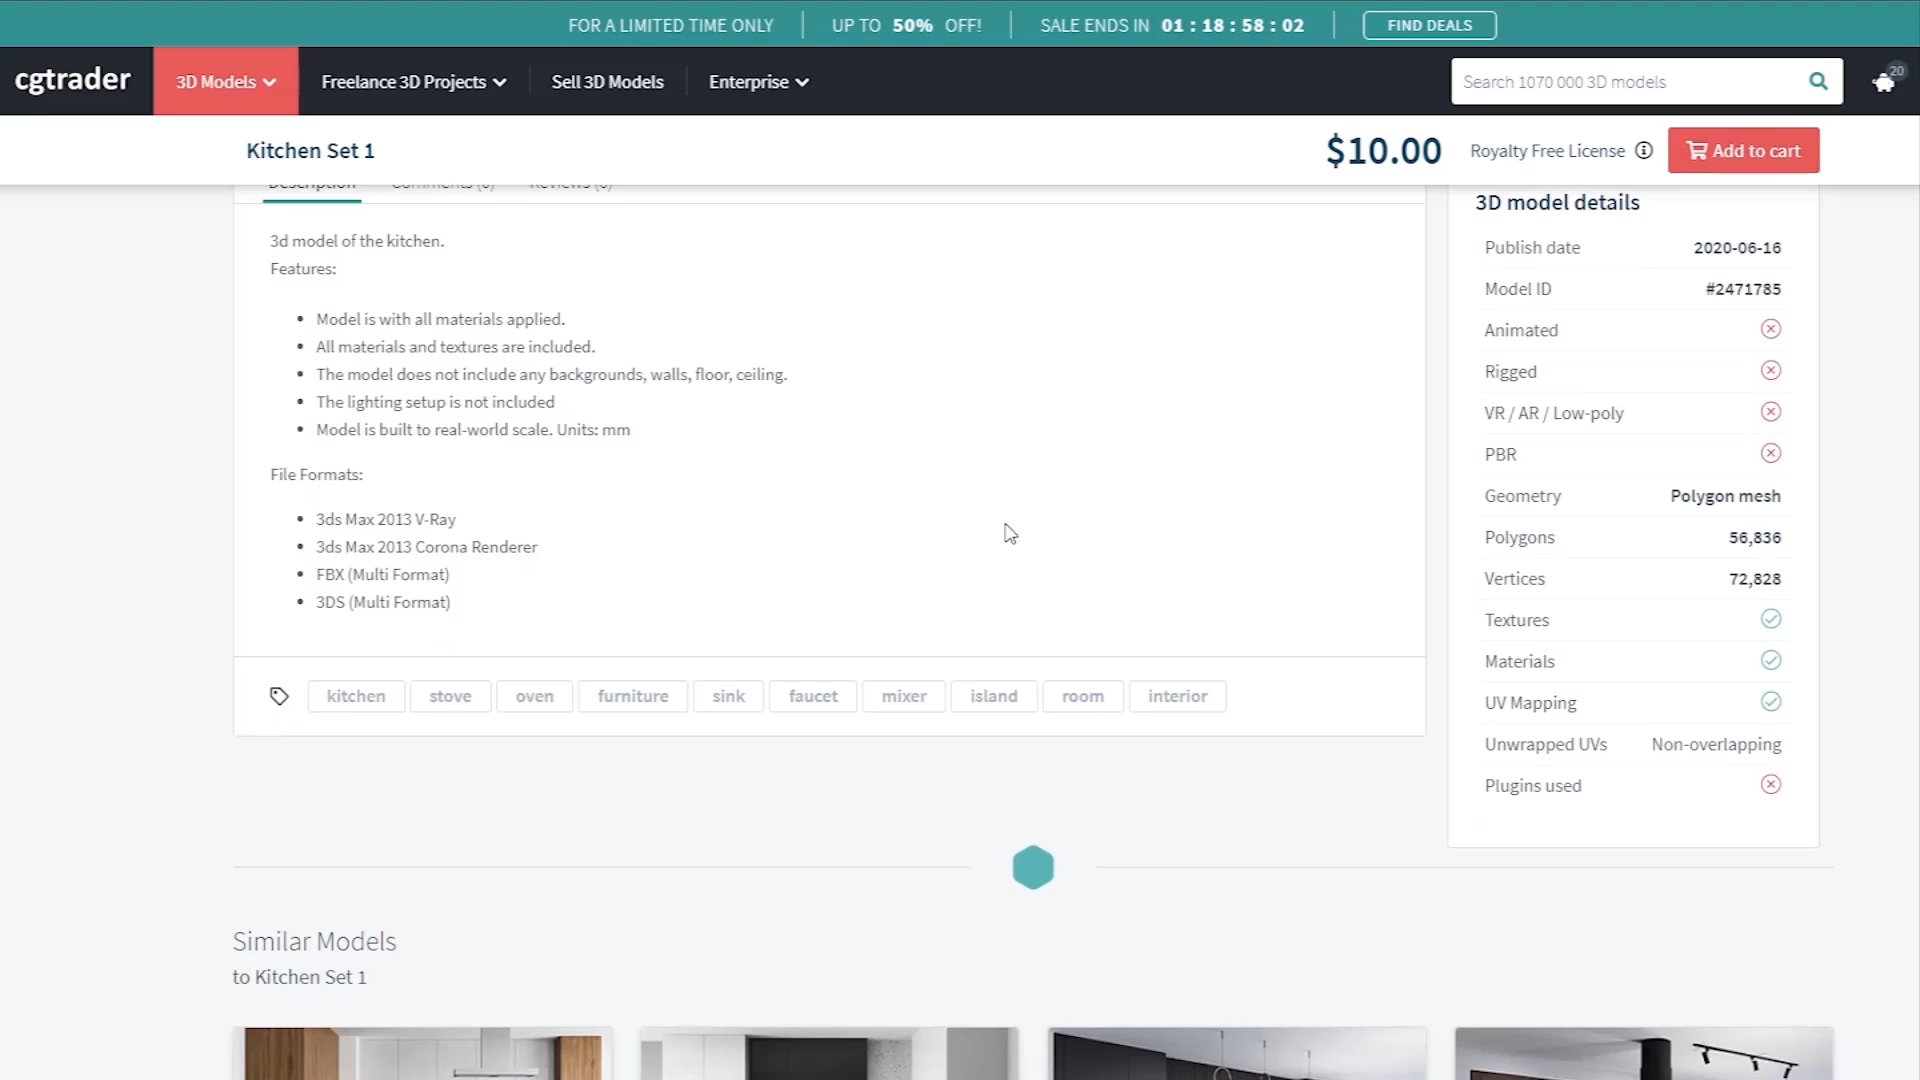 FOR A LIMITED TIME ONLY UP TO 50% OFF! SALE ENDS IN 01 : 18 : 58 : 02 FIND DEALS
cgtrader 3D Models Freelance 3D Projects Sell 3D Models Enterprise Search 1070 000 3D models 20
Kitchen Set 1 $10.00 Royalty Free License Add to cart
Description Comments (0) Reviews (0)
3d model of the kitchen.
Features:
• Model is with all materials applied.
• All materials and textures are included.
• The model does not include any backgrounds, walls, floor, ceiling.
• The lighting setup is not included
• Model is built to real-world scale. Units: mm
File Formats:
• 3ds Max 2013 V-Ray
• 3ds Max 2013 Corona Renderer
• FBX (Multi Format)
• 3DS (Multi Format)
kitchen stove oven furniture sink faucet mixer island room interior
3D model details
Publish date 2020-06-16
Model ID #2471785
Animated
Rigged
VR / AR / Low-poly
PBR
Geometry Polygon mesh
Polygons 56,836
Vertices 72,828
Textures
Materials
UV Mapping
Unwrapped UVs Non-overlapping
Plugins used
Similar Models
to Kitchen Set 1